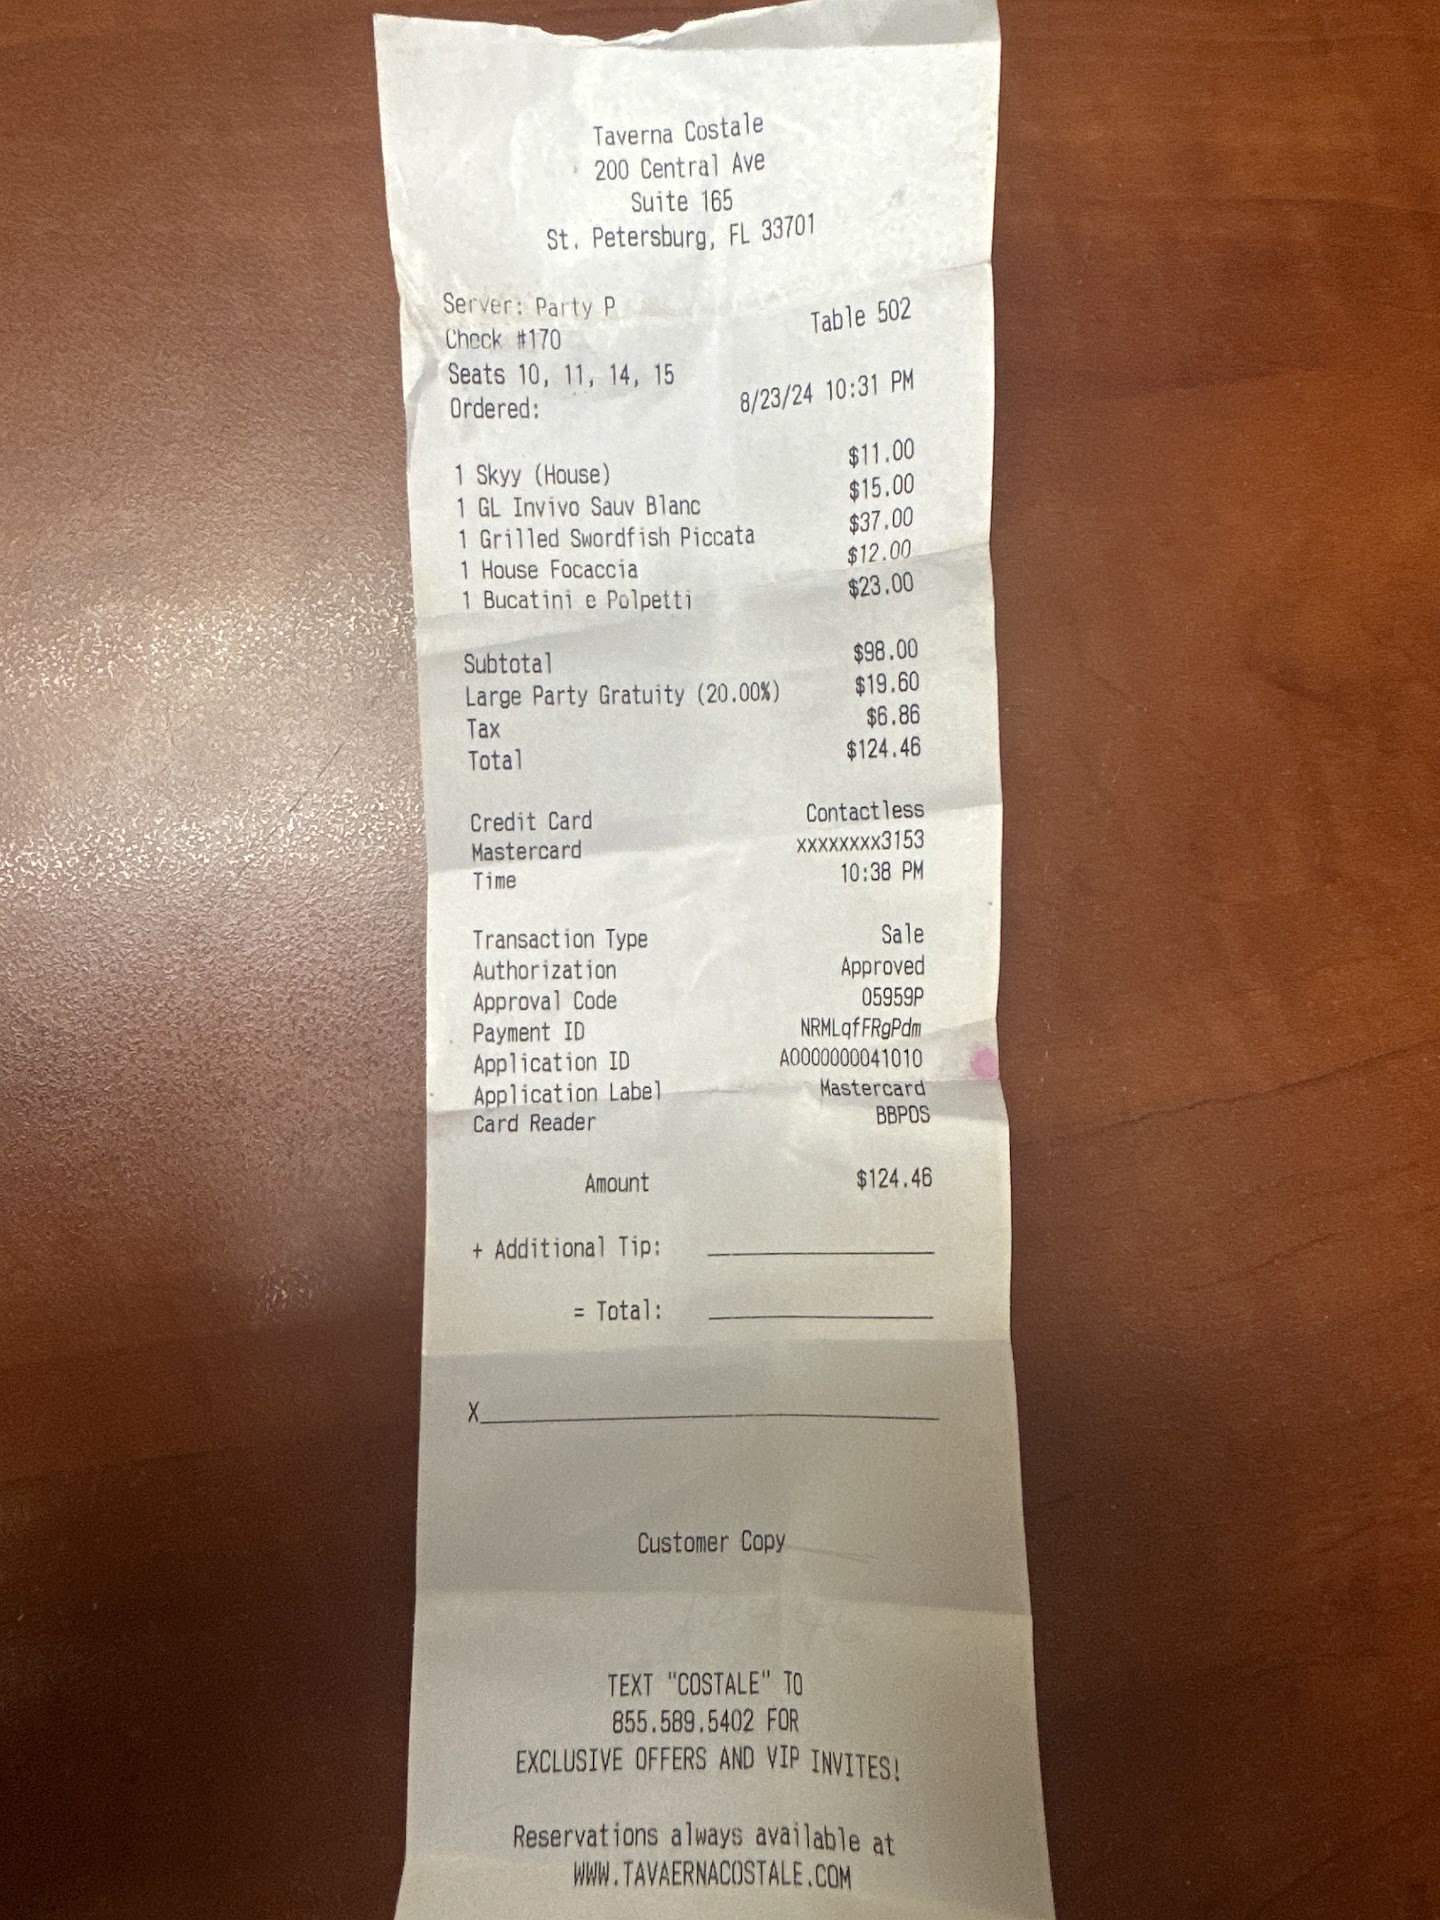 Taverna Costale
200 Central Ave
Suite 165
St. Petersburg, FL 33701
Server: Party P
Table 502
Check #170
Seats 10, 11, 14, 15
Ordered: 8/23/24 10:31 PM
1 Skyy (House) $11.00
1 GL Invivo Sauv Blanc $15.00
1 Grilled Swordfish Piccata $37.00
1 House Focaccia $12.00
1 Bucatini e Polpetti $23.00
Subtotal $98.00
Large Party Gratuity (20.00%) $19.60
Tax $6.86
Total $124.46
Credit Card Contactless
Mastercard xxxxxxxx3153
Time 10:38 PM
Transaction Type Sale
Authorization Approved
Approval Code 05959P
Payment ID NRMLqfFRgPdm
Application ID A0000000041010
Application Label Mastercard
Card Reader BBPOS
Amount $124.46
+ Additional Tip: ____________
= Total: ____________
X____________
Customer Copy
TEXT "COSTALE" TO
855.589.5402 FOR
EXCLUSIVE OFFERS AND VIP INVITES!
Reservations always available at
WWW.TAVAERNACOSTALE.COM